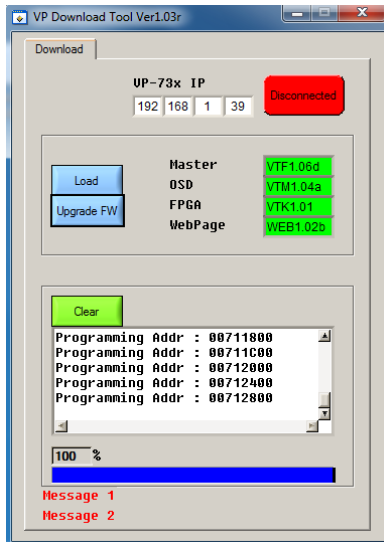 VP Download Tool Ver1.03r
Download
VP-73x IP
192 168 1 39
Disconnected
Load
Upgrade FW
Master VTF1.06d
OSD VTM1.04a
FPGA VTK1.01
WebPage WEB1.02b
Clear
Programming Addr : 00711800
Programming Addr : 00711C00
Programming Addr : 00712000
Programming Addr : 00712400
Programming Addr : 00712800
100 %
Message 1
Message 2